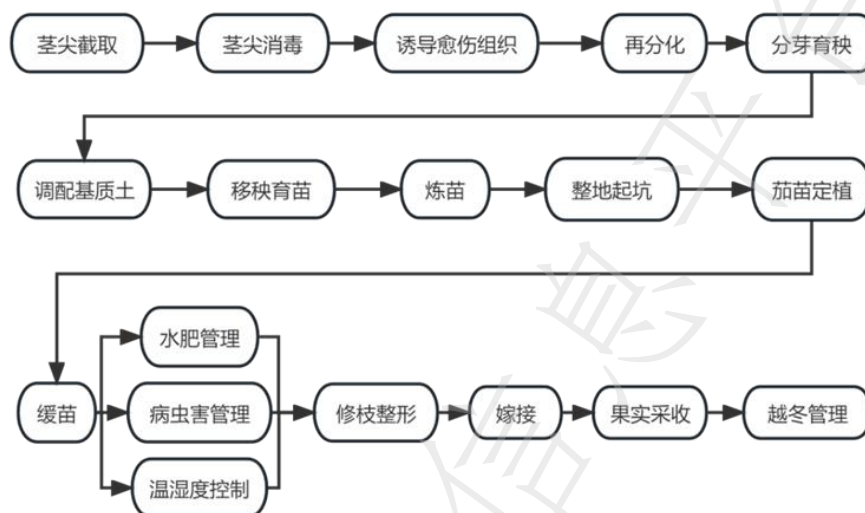 茎尖截取
茎尖消毒
诱导愈伤组织
再分化
分芽育秧
调配基质土
移秧育苗
炼苗
整地起坑
茄苗定植
缓苗
水肥管理
病虫害管理
温湿度控制
修枝整形
嫁接
果实采收
越冬管理
信息平